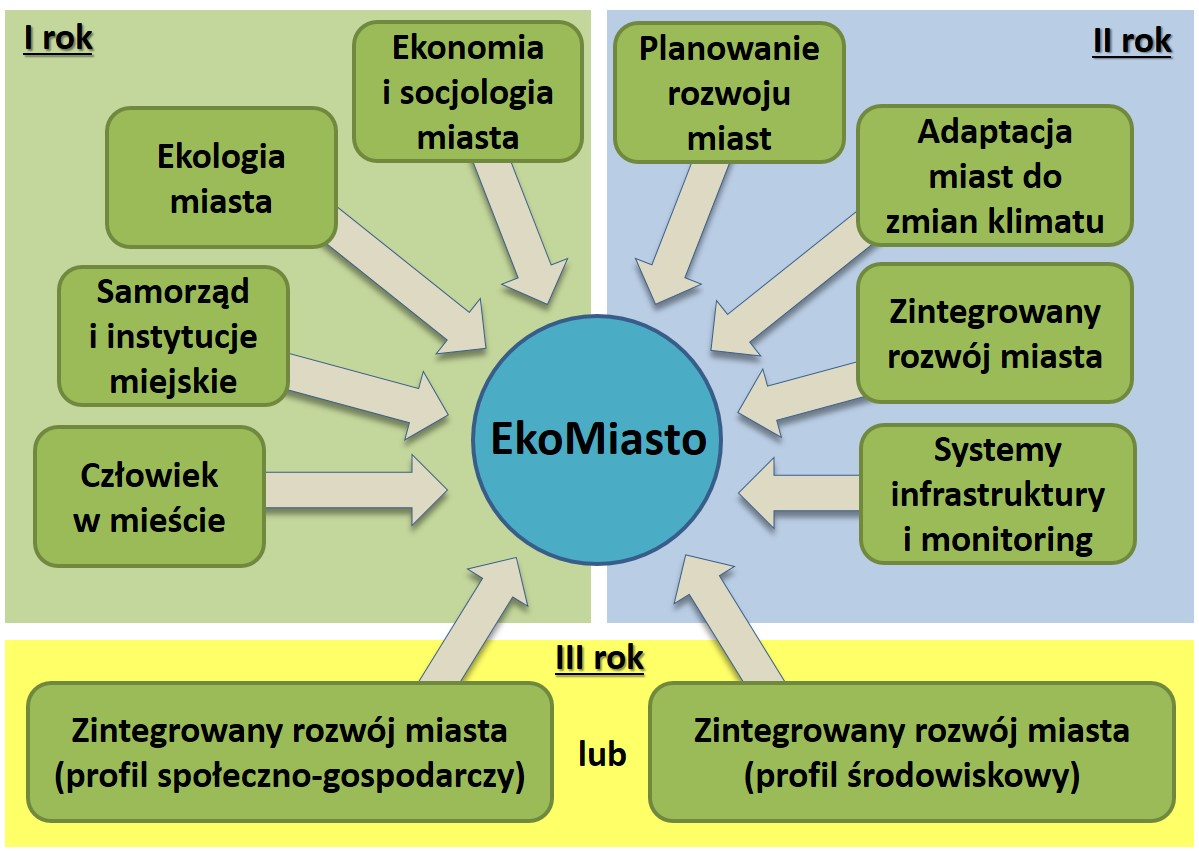 I rok
Ekonomia
i socjologia
miasta
Ekologia
miasta
Samorząd
i instytucje
miejskie
Człowiek
w mieście
II rok
Planowanie
rozwoju
miast
Adaptacja
miast do
zmian klimatu
Zintegrowany
rozwój miasta
Systemy
infrastruktury
i monitoring
EkoMiasto
III rok
Zintegrowany rozwój miasta
(profil społeczno-gospodarczy)
lub
Zintegrowany rozwój miasta
(profil środowiskowy)